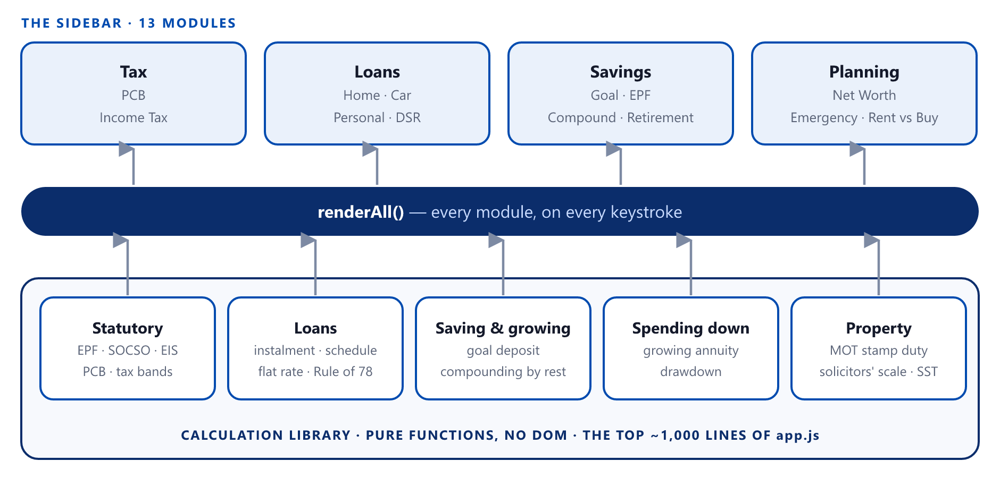 THE SIDEBAR · 13 MODULES
Tax
PCB
Income Tax
Loans
Home · Car
Personal · DSR
Savings
Goal · EPF
Compound · Retirement
Planning
Net Worth
Emergency · Rent vs Buy
renderAll() — every module, on every keystroke
Statutory
EPF · SOCSO · EIS
PCB · tax bands
Loans
instalment · schedule
flat rate · Rule of 78
Saving & growing
goal deposit
compounding by rest
Spending down
growing annuity
drawdown
Property
MOT stamp duty
solicitors' scale · SST
CALCULATION LIBRARY · PURE FUNCTIONS, NO DOM · THE TOP ~1,000 LINES OF app.js